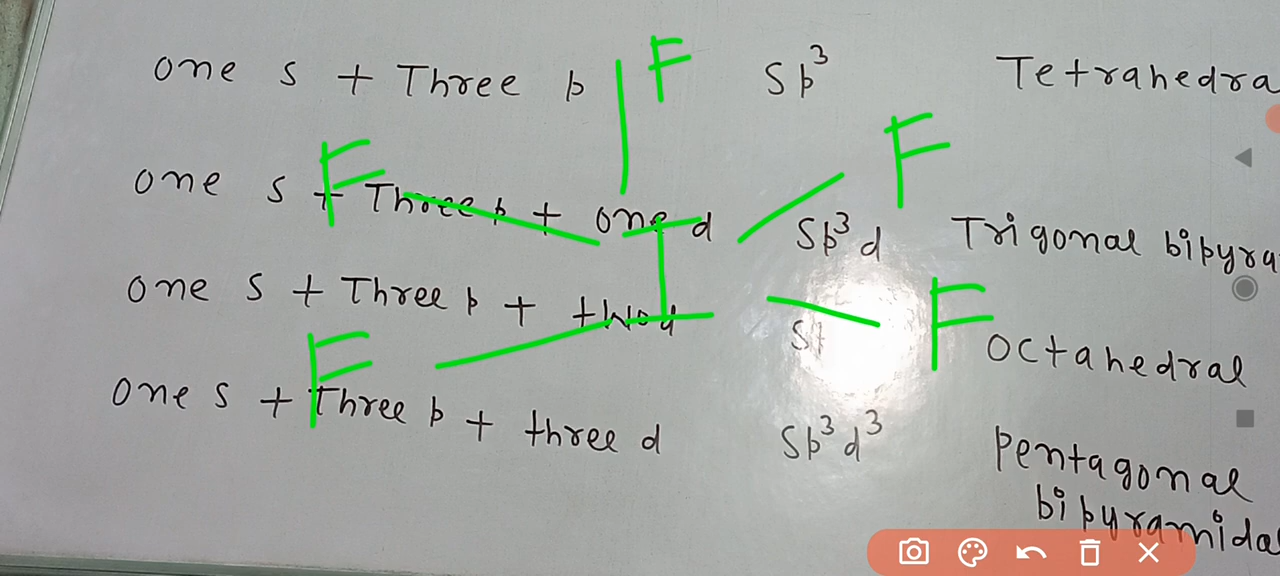 one s + Three p F sp³ Tetrahedra
F F
one s + Three p + one d sp³d Trigonal bipyra
I
one s + Three p + two d Octahedral
F F
one s + Three p + three d sp³d³ Pentagonal
bipyramida